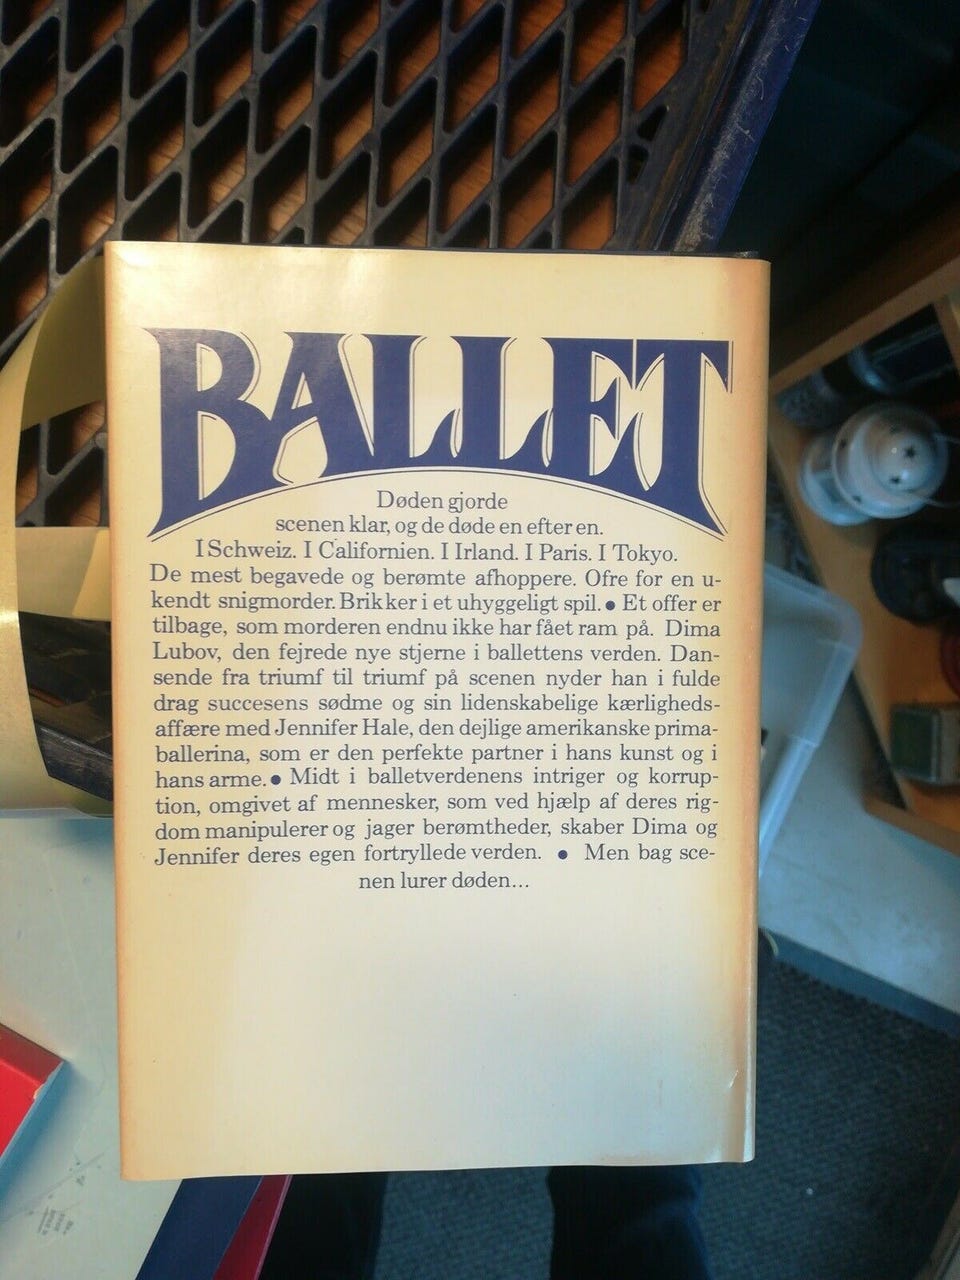 BALLET
Døden gjorde
scenen klar, og de døde en efter en.
I Schweiz. I Californien. I Irland. I Paris. I Tokyo.
De mest begavede og berømte afhoppere. Ofre for en u-
kendt snigmorder. Brikker i et uhyggeligt spil. ● Et offer er
tilbage, som morderen endnu ikke har fået ram på. Dima
Lubov, den fejrede nye stjerne i ballettens verden. Dan-
sende fra triumf til triumf på scenen nyder han i fulde
drag succesens sødme og sin lidenskabelige kærligheds-
affære med Jennifer Hale, den dejlige amerikanske prima-
ballerina, som er den perfekte partner i hans kunst og i
hans arme. ● Midt i balletverdenens intriger og korrup-
tion, omgivet af mennesker, som ved hjælp af deres rig-
dom manipulerer og jager berømtheder, skaber Dima og
Jennifer deres egen fortryllede verden. ● Men bag sce-
nen lurer døden...